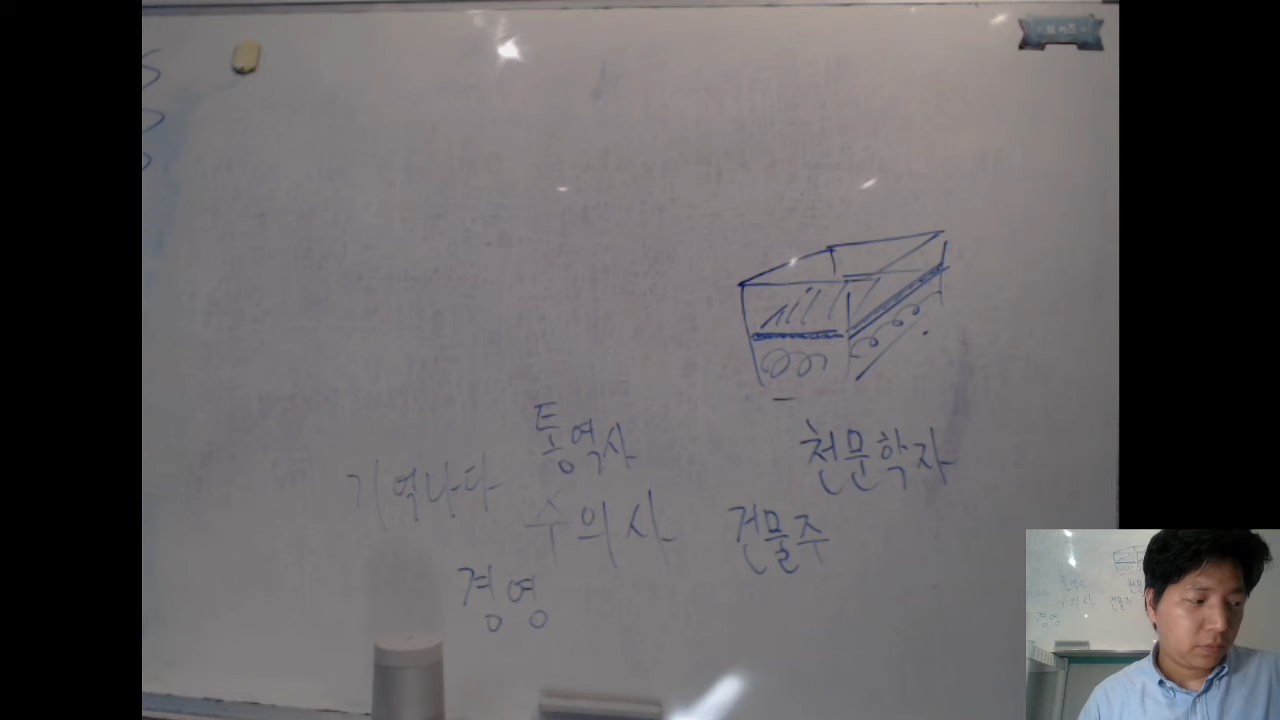 통역사
천문학자
기억나다
수의사
건물주
경영